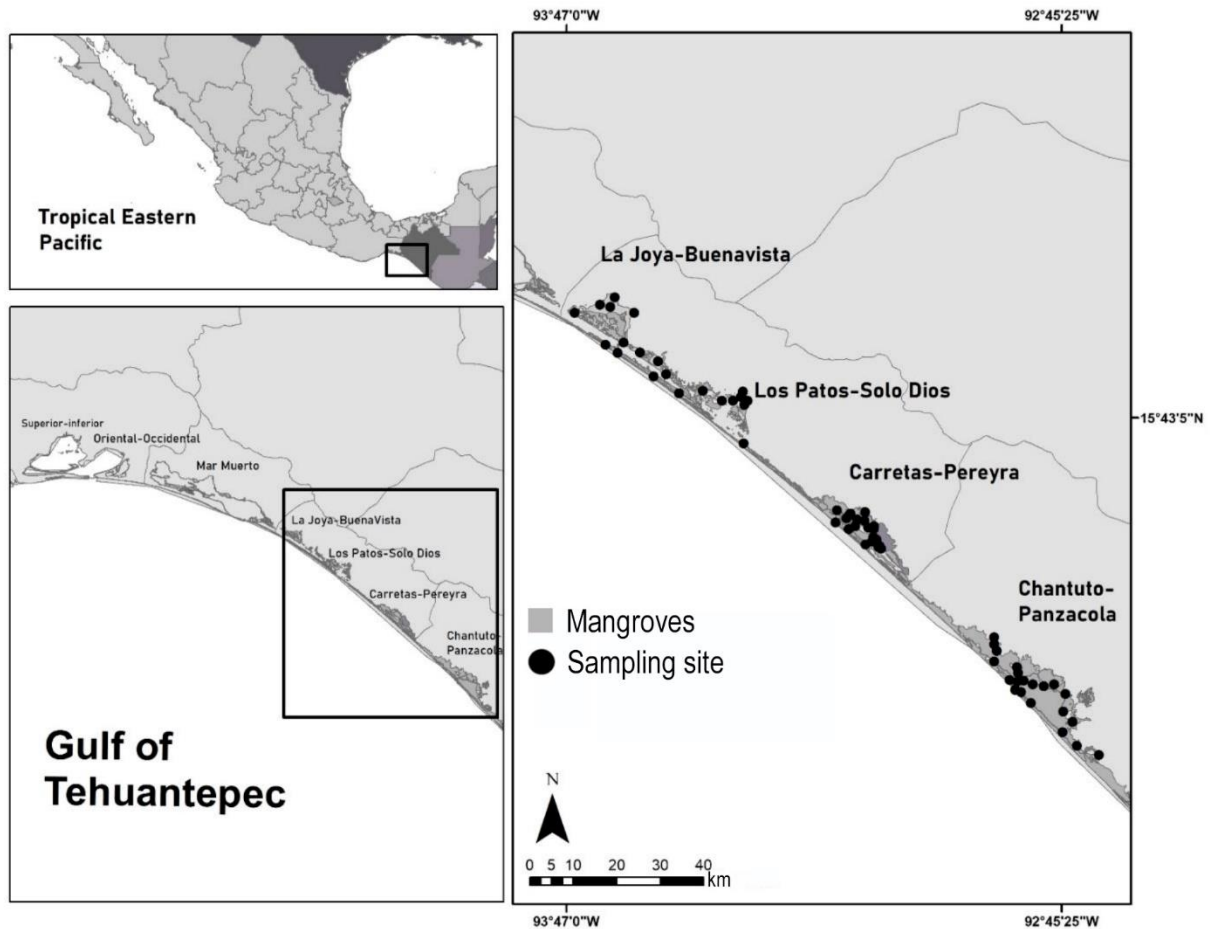 Tropical Eastern
Pacific
Superior-inferior
Oriental-Occidental
Mar Muerto
La Joya-BuenaVista
Los Patos-Solo Dios
Carretas-Pereyra
Chantuto-
Panzacola
Gulf of
Tehuantepec
93°47'0"W
92°45'25"W
La Joya-Buenavista
Los Patos-Solo Dios
15°43'5"N
Carretas-Pereyra
Chantuto-
Panzacola
Mangroves
Sampling site
N
0 5 10 20 30 40
km
93°47'0"W
92°45'25"W